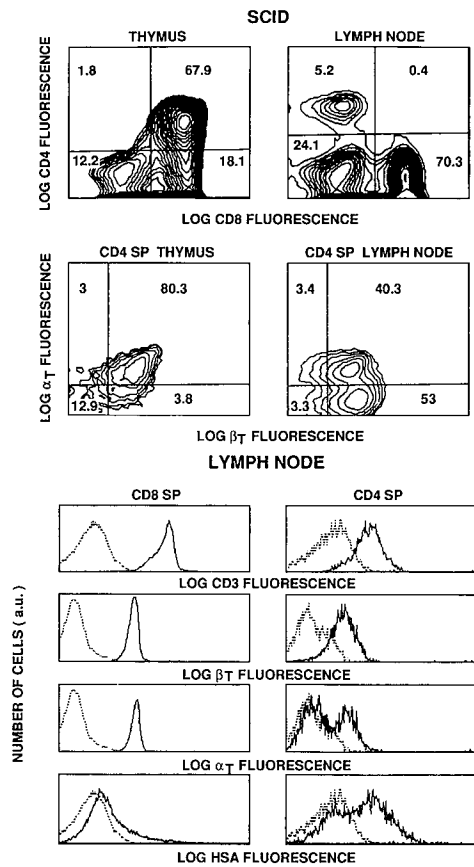 SCID
THYMUS
LYMPH NODE
LOG CD4 FLUORESCENCE
1.8
67.9
12.2
18.1
5.2
0.4
24.1
70.3
LOG CD8 FLUORESCENCE
CD4 SP THYMUS
CD4 SP LYMPH NODE
LOG αT FLUORESCENCE
3
80.3
12.9
3.8
3.4
40.3
3.3
53
LOG βT FLUORESCENCE
LYMPH NODE
CD8 SP
CD4 SP
NUMBER OF CELLS ( a.u. )
LOG CD3 FLUORESCENCE
LOG βT FLUORESCENCE
LOG αT FLUORESCENCE
LOG HSA FLUORESCENCE